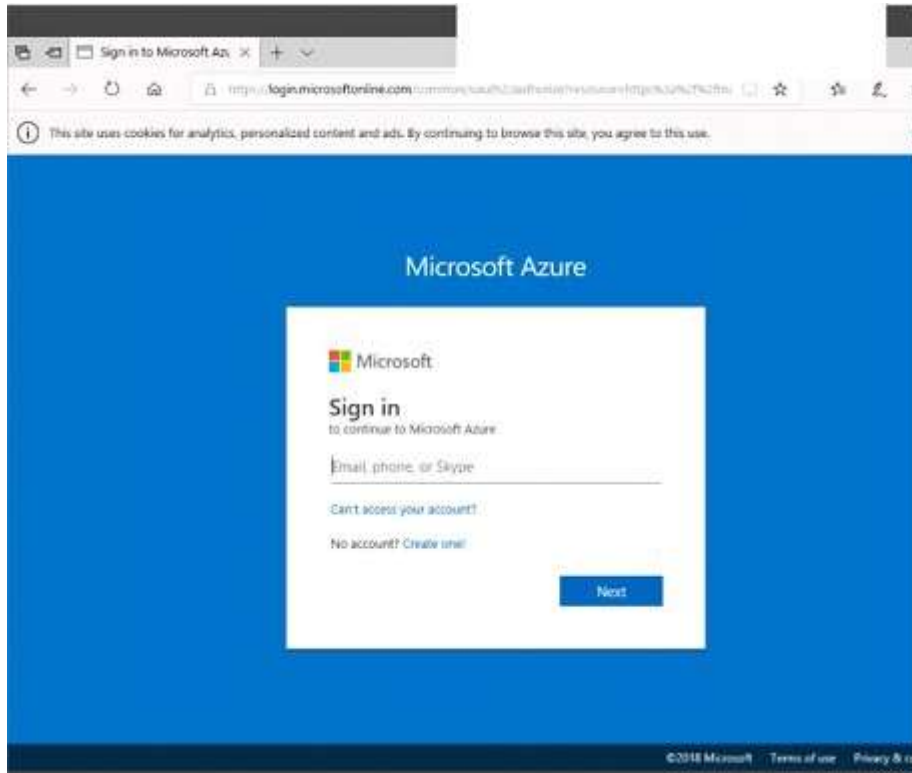 Sign in to Microsoft Az
https://login.microsoftonline.com
This site uses cookies for analytics, personalized content and ads. By continuing to browse this site, you agree to this use.
Microsoft Azure
Microsoft
Sign in
to continue to Microsoft Azure
Email, phone, or Skype
Can't access your account?
No account? Create one!
Next
©2018 Microsoft Terms of use Privacy & c